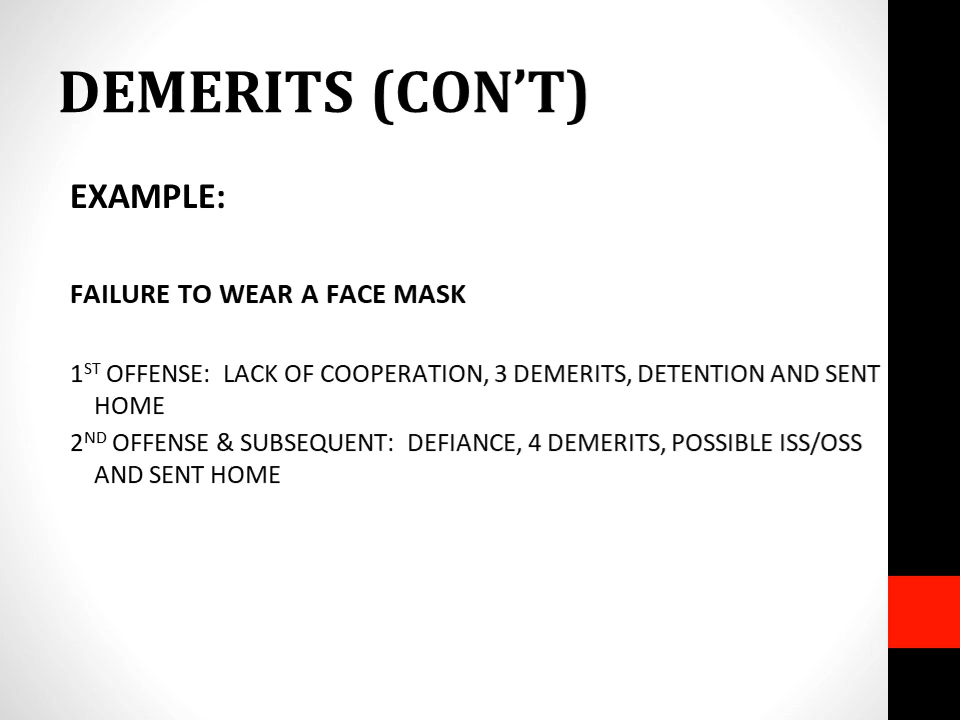 DEMERITS (CON’T)
EXAMPLE:
FAILURE TO WEAR A FACE MASK
1ST OFFENSE: LACK OF COOPERATION, 3 DEMERITS, DETENTION AND SENT
HOME
2ND OFFENSE & SUBSEQUENT: DEFIANCE, 4 DEMERITS, POSSIBLE ISS/OSS
AND SENT HOME